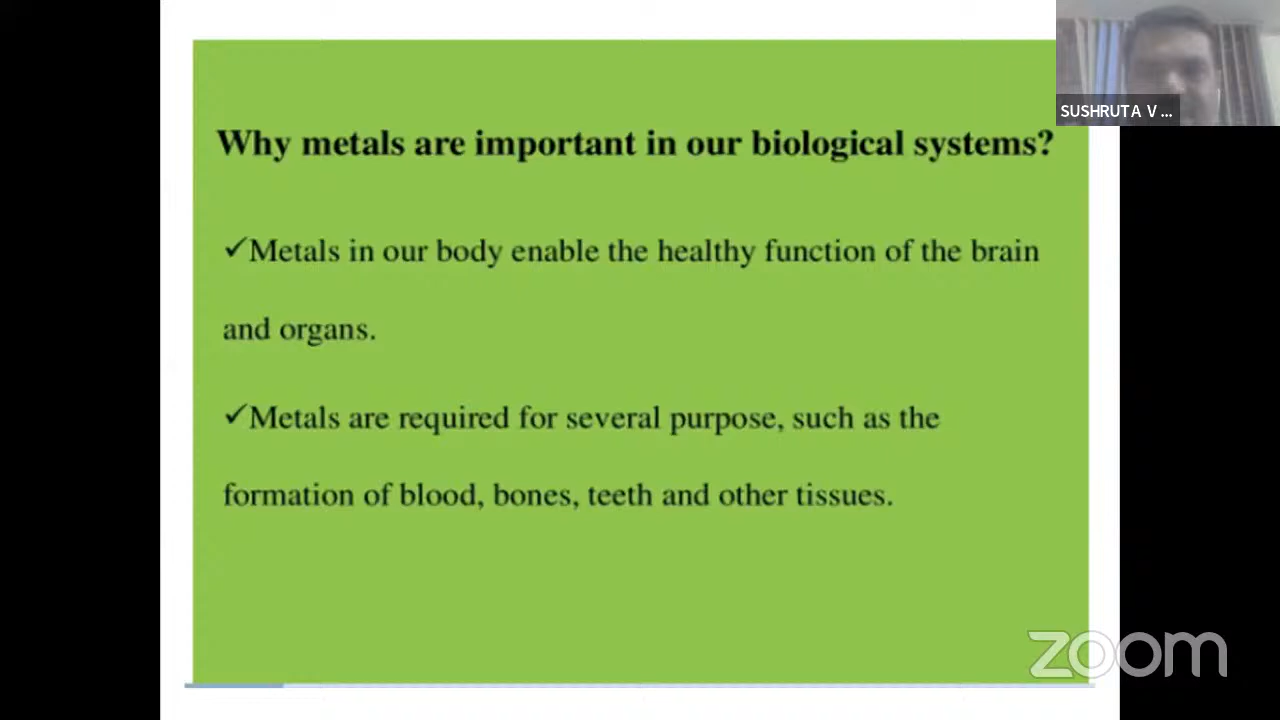 SUSHRUTA V ...
Why metals are important in our biological systems?
✓Metals in our body enable the healthy function of the brain
and organs.
✓Metals are required for several purpose, such as the
formation of blood, bones, teeth and other tissues.
zoom